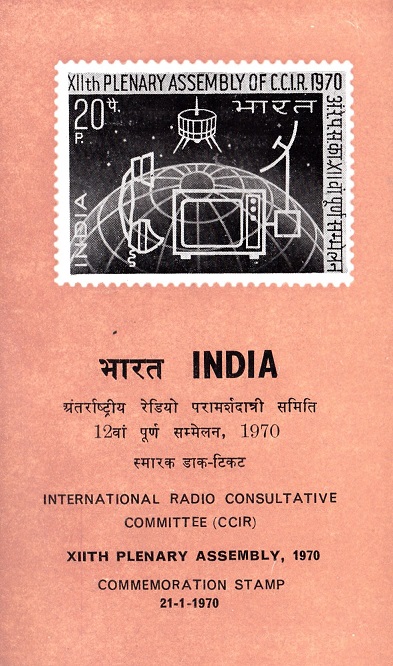 XIIth PLENARY ASSEMBLY OF C.C.I.R. 1970
20 पै.
P.
भारत
INDIA
भारत INDIA
अंतर्राष्ट्रीय रेडियो परामर्शदात्री समिति
12वां पूर्ण सम्मेलन, 1970
स्मारक डाक-टिकट
INTERNATIONAL RADIO CONSULTATIVE
COMMITTEE (CCIR)
XIITH PLENARY ASSEMBLY, 1970
COMMEMORATION STAMP
21-1-1970